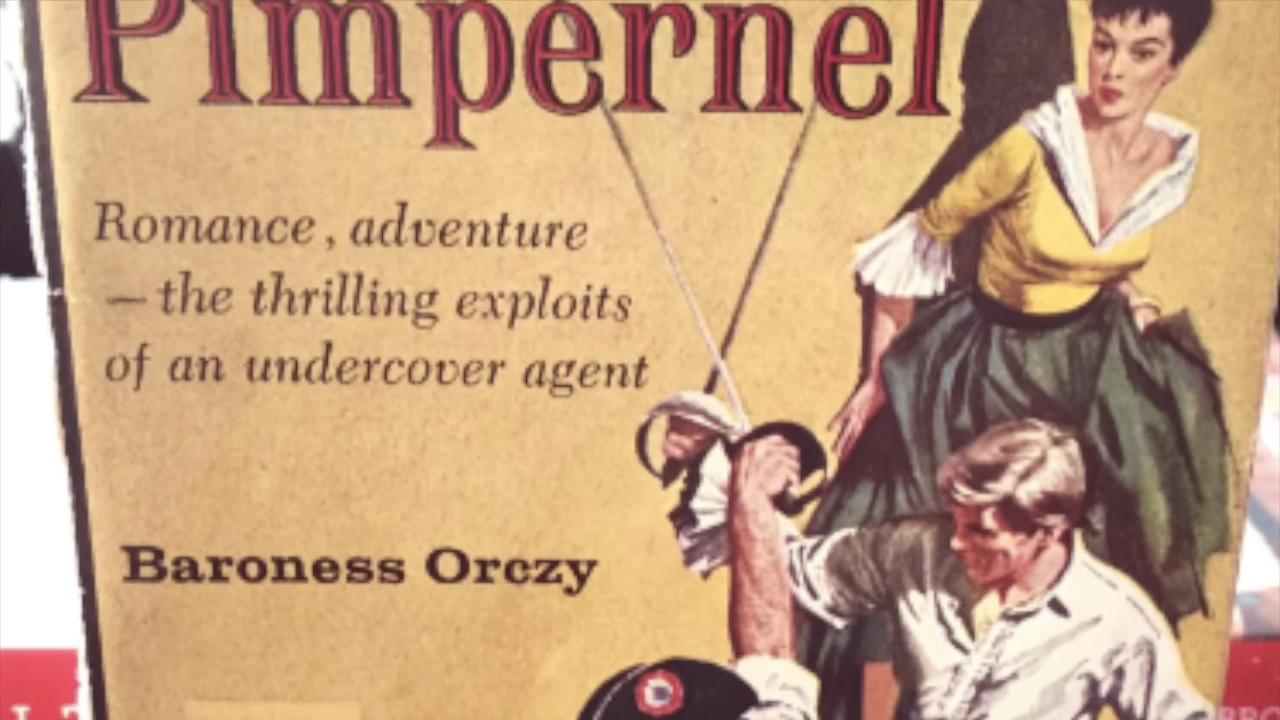 Pimpernel
Romance, adventure
— the thrilling exploits
of an undercover agent
Baroness Orczy